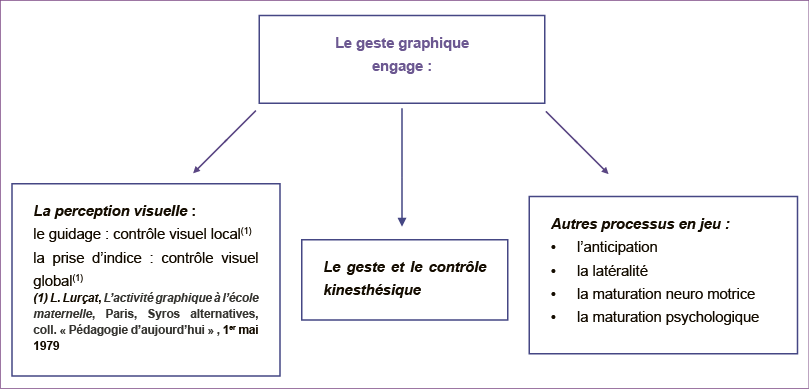 Le geste graphique
engage :
La perception visuelle :
le guidage : contrôle visuel local(1)
la prise d’indice : contrôle visuel
global(1)
(1) L. Lurçat, L’activité graphique à l’école
maternelle, Paris, Syros alternatives,
coll. « Pédagogie d’aujourd’hui » , 1er mai
1979
Le geste et le contrôle
kinesthésique
Autres processus en jeu :
• l’anticipation
• la latéralité
• la maturation neuro motrice
• la maturation psychologique